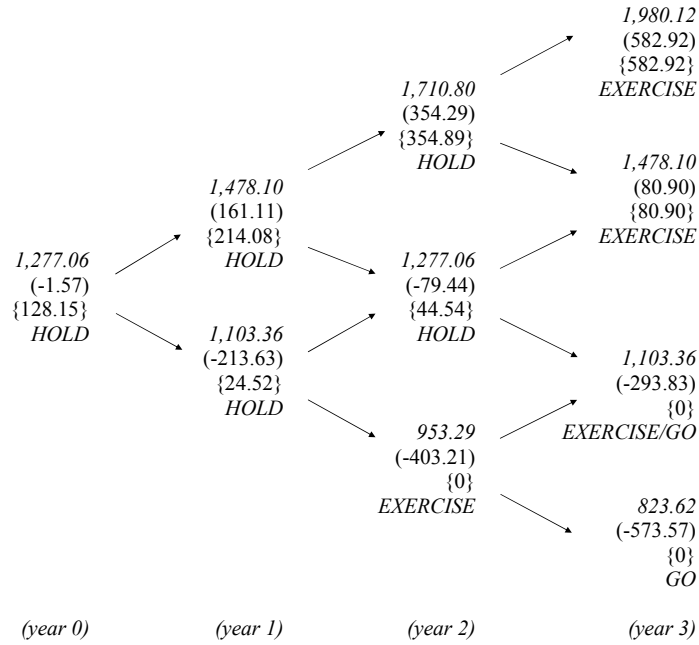 1,277.06
(-1.57)
{128.15}
HOLD
1,478.10
(161.11)
{214.08}
HOLD
1,103.36
(-213.63)
{24.52}
HOLD
1,710.80
(354.29)
{354.89}
HOLD
1,277.06
(-79.44)
{44.54}
HOLD
953.29
(-403.21)
{0}
EXERCISE
1,980.12
(582.92)
{582.92}
EXERCISE
1,478.10
(80.90)
{80.90}
EXERCISE
1,103.36
(-293.83)
{0}
EXERCISE/GO
823.62
(-573.57)
{0}
GO
(year 0) (year 1) (year 2) (year 3)